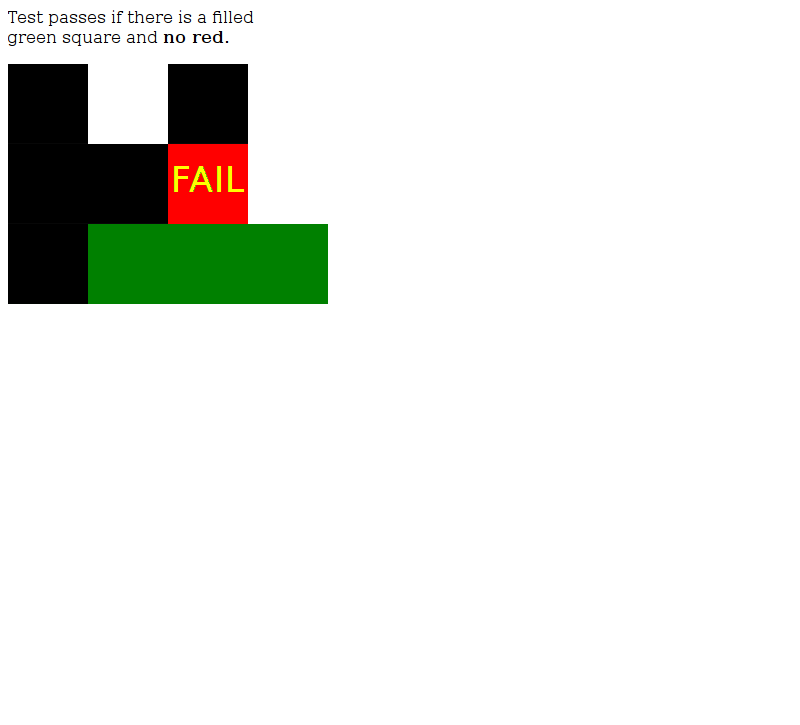 Test passes if there is a filled
green square and no red.
FAIL